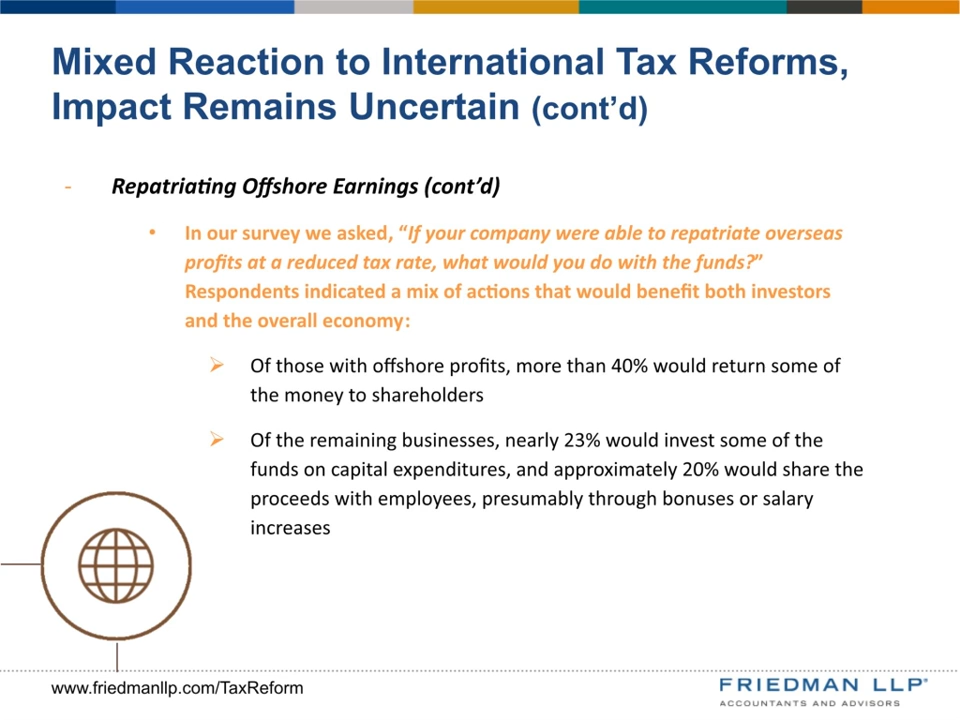 Mixed Reaction to International Tax Reforms,
Impact Remains Uncertain (cont’d)
- Repatriating Offshore Earnings (cont’d)
• In our survey we asked, “If your company were able to repatriate overseas
profits at a reduced tax rate, what would you do with the funds?”
Respondents indicated a mix of actions that would benefit both investors
and the overall economy:
➢ Of those with offshore profits, more than 40% would return some of
the money to shareholders
➢ Of the remaining businesses, nearly 23% would invest some of the
funds on capital expenditures, and approximately 20% would share the
proceeds with employees, presumably through bonuses or salary
increases
www.friedmanllp.com/TaxReform
FRIEDMAN LLP®
ACCOUNTANTS AND ADVISORS